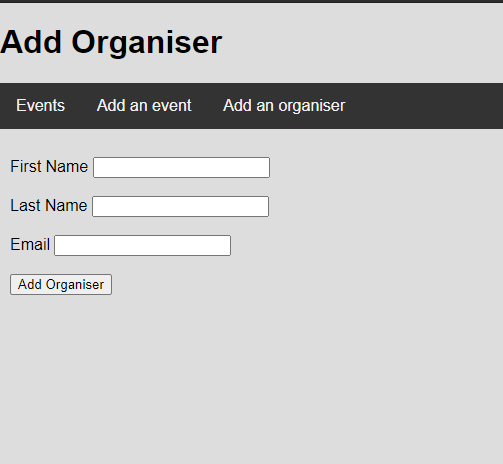 Add Organiser
Events Add an event Add an organiser
First Name
Last Name
Email
Add Organiser